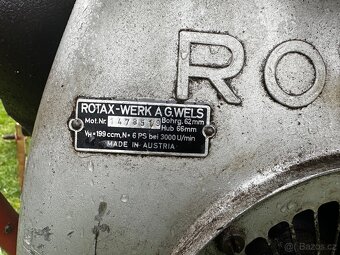 RO
ROTAX-WERK A.G. WELS
Mot.Nr. Bohrg. 62mm
Hub 66mm
VH=199 ccm, N=6 PS bei 3000 U/min
MADE IN AUSTRIA
bazos.cz